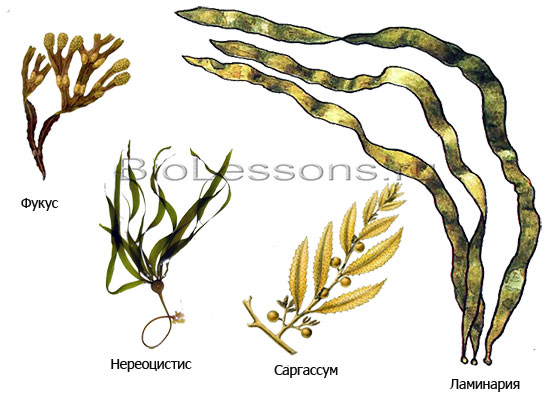 Фукус
BioLessons.ru
Нереоцистис
Саргассум
Ламинария